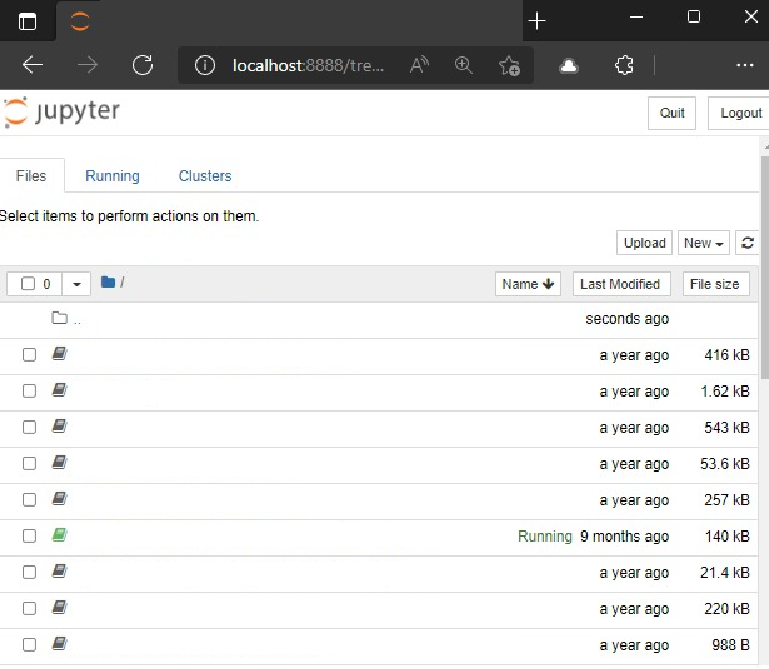 localhost:8888/tre...
jupyter
Quit
Logout
Files
Running
Clusters
Select items to perform actions on them.
Upload
New
0
/
Name
Last Modified
File size
..
seconds ago
a year ago 416 kB
a year ago 1.62 kB
a year ago 543 kB
a year ago 53.6 kB
a year ago 257 kB
Running 9 months ago 140 kB
a year ago 21.4 kB
a year ago 220 kB
a year ago 988 B